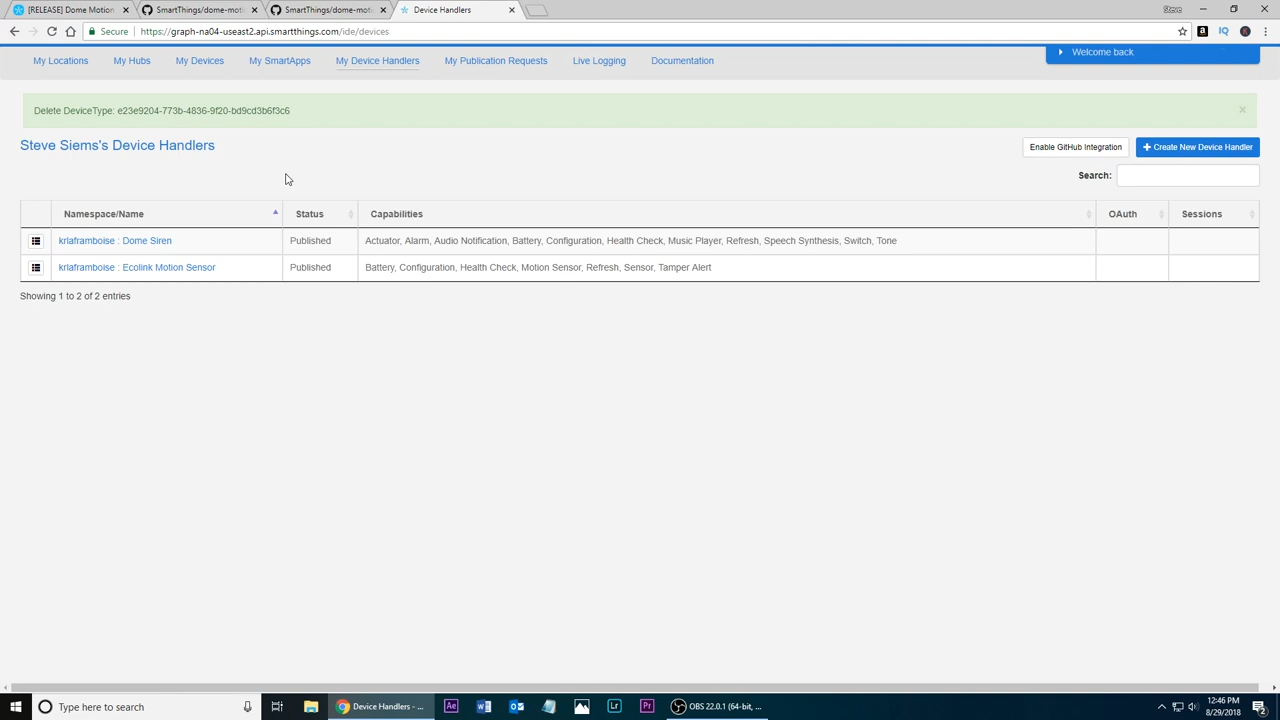 [RELEASE] Dome Motion
SmartThings/dome-moti
SmartThings/dome-moti
Device Handlers
Steve
Secure
https://graph-na04-useast2.api.smartthings.com/ide/devices
IQ
My Locations
My Hubs
My Devices
My SmartApps
My Device Handlers
My Publication Requests
Live Logging
Documentation
Welcome back
Delete DeviceType: e23e9204-773b-4836-9f20-bd9cd3b6f3c6
×
Steve Siems's Device Handlers
Enable GitHub Integration
Create New Device Handler
Search:
Namespace/Name Status Capabilities OAuth Sessions
krlaframboise : Dome Siren Published Actuator, Alarm, Audio Notification, Battery, Configuration, Health Check, Music Player, Refresh, Speech Synthesis, Switch, Tone
krlaframboise : Ecolink Motion Sensor Published Battery, Configuration, Health Check, Motion Sensor, Refresh, Sensor, Tamper Alert
Showing 1 to 2 of 2 entries
Type here to search
Device Handlers - ...
Ae
Lr
Pr
OBS 22.0.1 (64-bit, ...
12:46 PM
8/29/2018
2